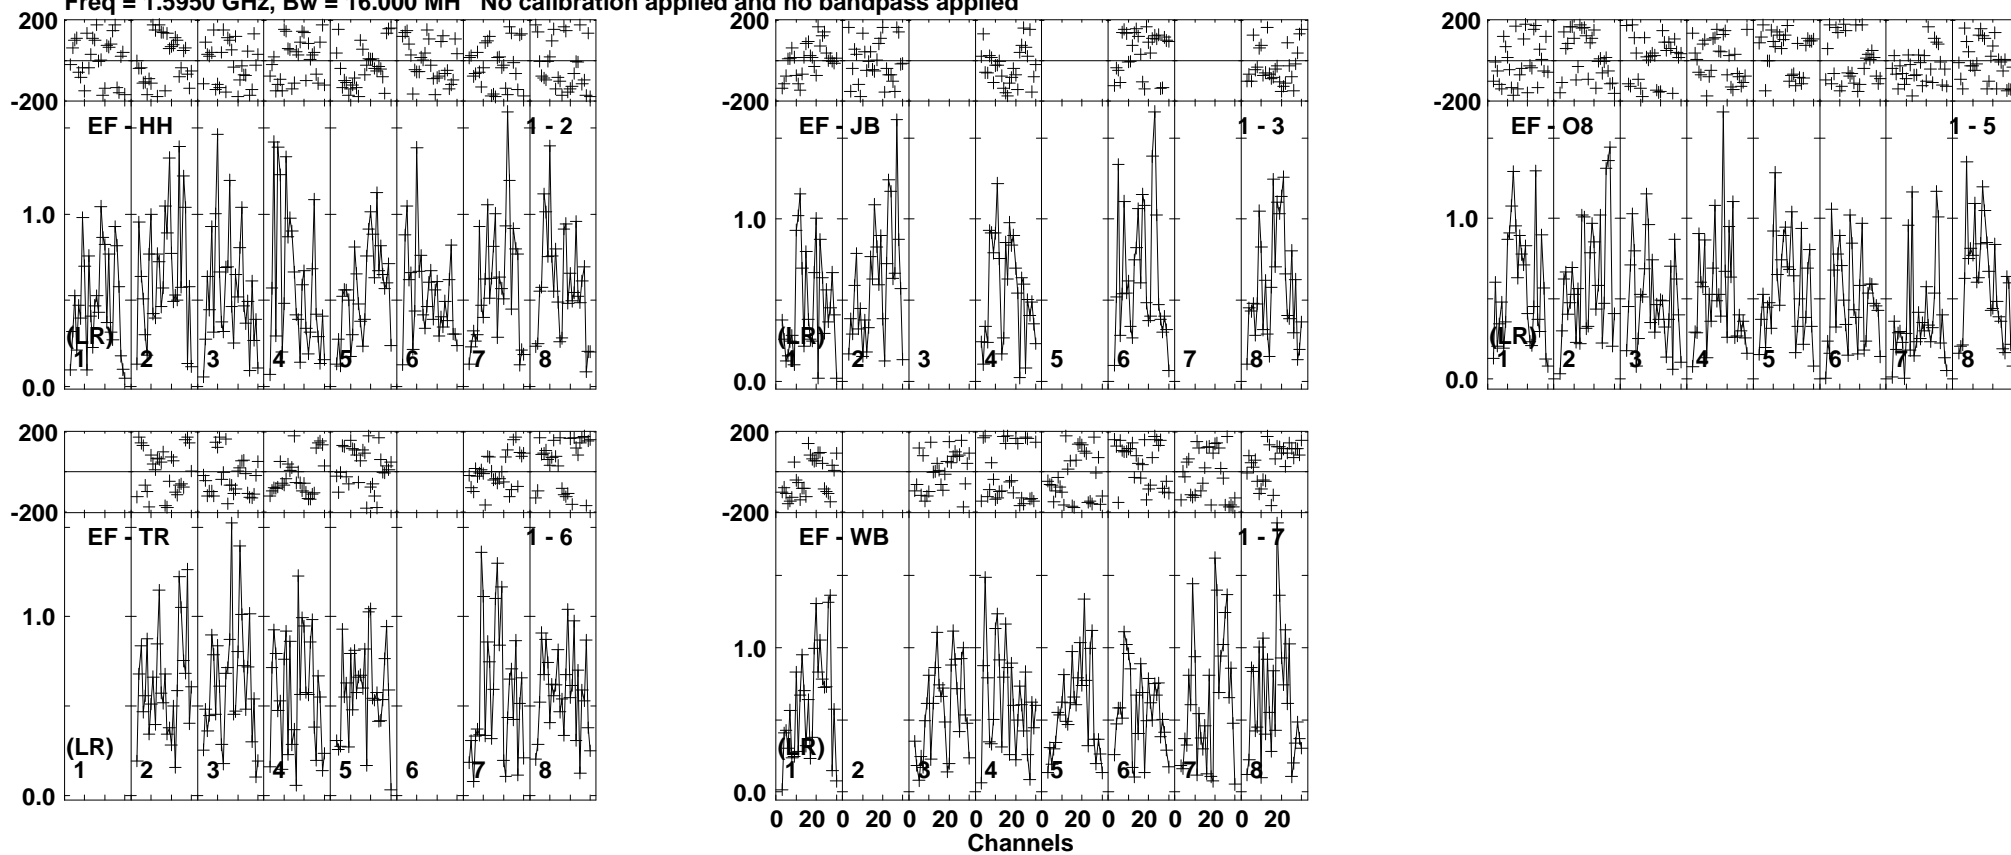 Freq = 1.5950 GHz, Bw = 16.000 MH No calibration applied and no bandpass applied
200
-200
EF - HH 1 - 2
1.0
(LR)
1 2 3 4 5 6 7 8
0.0
200
-200
EF - JB 1 - 3
1.0
(LR)
1 2 3 4 5 6 7 8
0.0
200
-200
EF - O8 1 - 5
1.0
(LR)
1 2 3 4 5 6 7 8
0.0
200
-200
EF - TR 1 - 6
1.0
(LR)
1 2 3 4 5 6 7 8
0.0
200
-200
EF - WB 1 - 7
1.0
(LR)
1 2 3 4 5 6 7 8
0.0
0 20 0 20 0 20 0 20 0 20 0 20 0 20 0 20
Channels